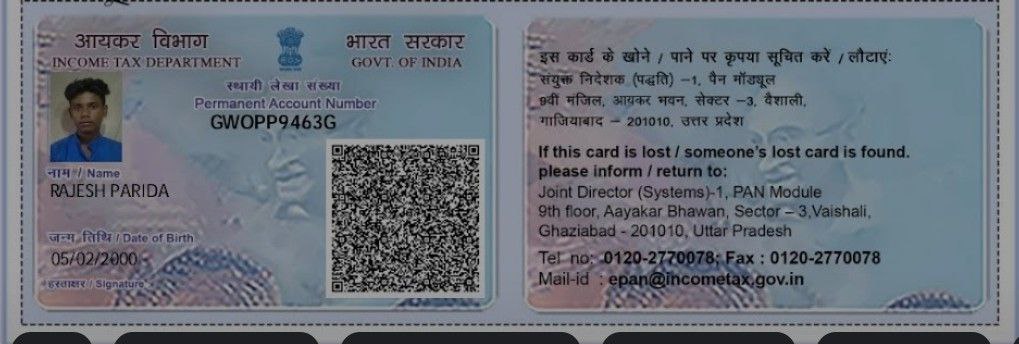 आयकर विभाग
INCOME TAX DEPARTMENT
भारत सरकार
GOVT. OF INDIA
स्थायी लेखा संख्या
Permanent Account Number
GWOPP9463G
नाम / Name
RAJESH PARIDA
जन्म तिथि / Date of Birth
05/02/2000
हस्ताक्षर / Signature
इस कार्ड के खोने / पाने पर कृपया सूचित करें / लौटाएं:
संयुक्त निदेशक (पद्धति) –1, पैन मॉड्यूल
9वीं मंजिल, आयकर भवन, सेक्टर –3, वैशाली,
गाजियाबाद – 201010, उत्तर प्रदेश
If this card is lost / someone's lost card is found.
please inform / return to:
Joint Director (Systems)-1, PAN Module
9th floor, Aayakar Bhawan, Sector – 3,Vaishali,
Ghaziabad - 201010, Uttar Pradesh
Tel no: 0120-2770078; Fax : 0120-2770078
Mail-id : epan@incometax.gov.in